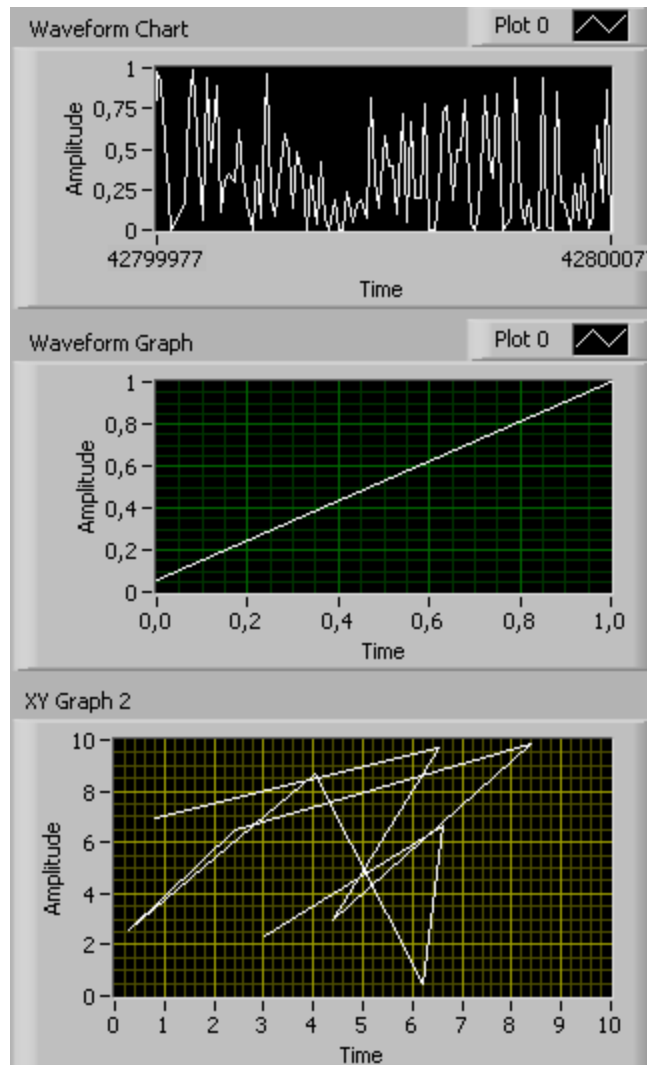 Waveform Chart Plot 0
Amplitude
1
0,75
0,5
0,25
0
42799977 42800077
Time
Waveform Graph Plot 0
Amplitude
1
0,8
0,6
0,4
0,2
0
0,0 0,2 0,4 0,6 0,8 1,0
Time
XY Graph 2
Amplitude
10
8
6
4
2
0
0 1 2 3 4 5 6 7 8 9 10
Time